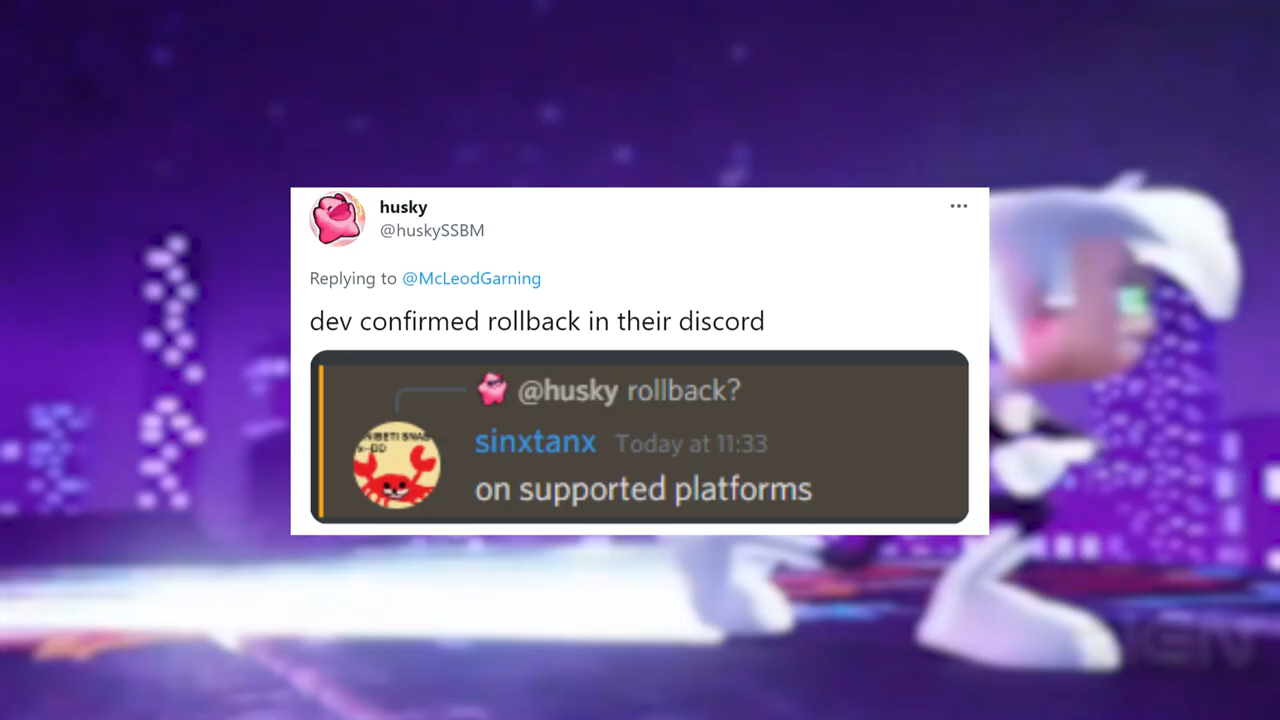 husky
@huskySSBM
Replying to @McLeodGarning
dev confirmed rollback in their discord
@husky rollback?
sinxtanx Today at 11:33
on supported platforms
IGN